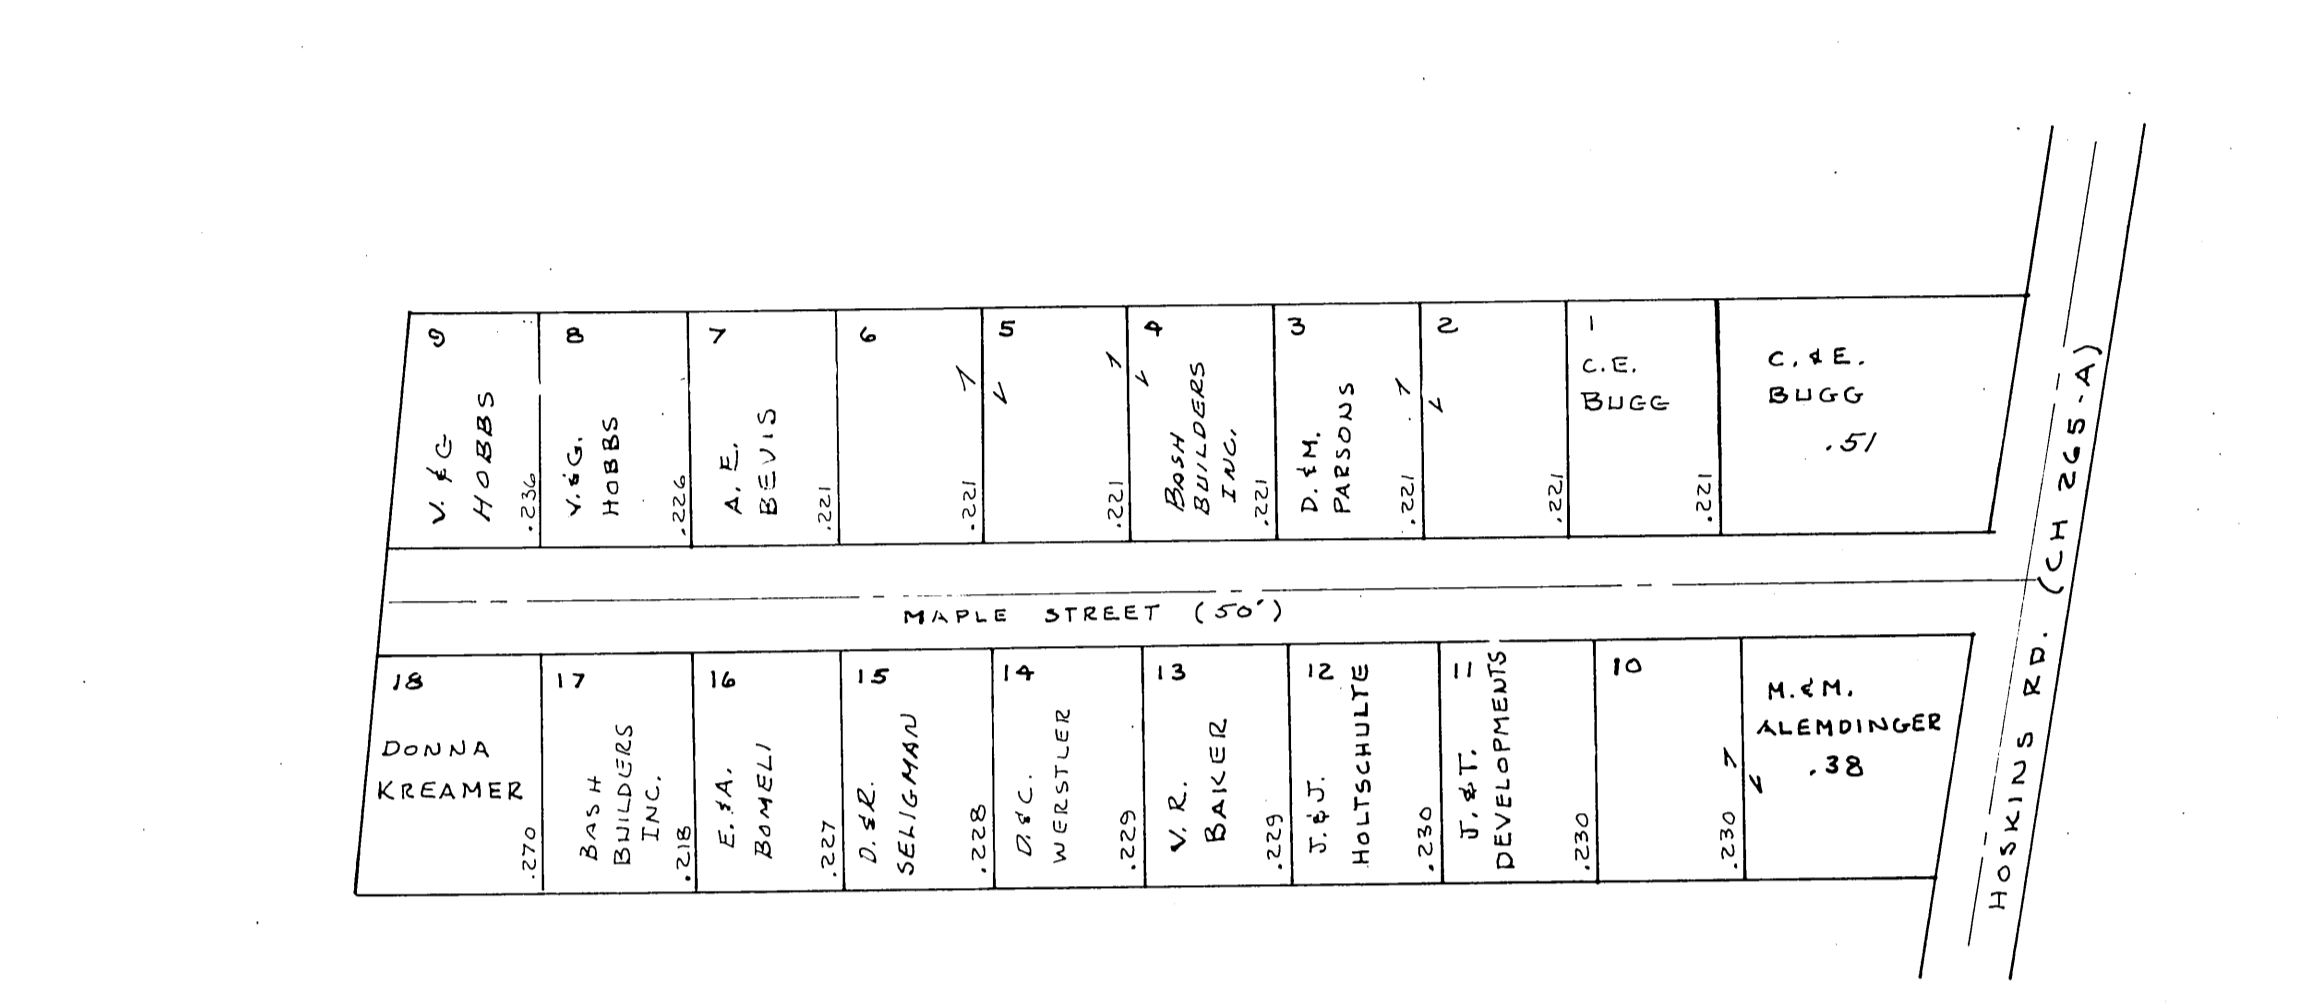 9
V. & G
HOBBS
.236
8
V. & G.
HOBBS
.226
7
A. E.
BEVIS
.221
6
.221
5
.221
4
BASH
BUILDERS
INC.
.221
3
D. & M.
PARSONS
.221
2
.221
1
C.E.
BUGG
.221
C. & E.
BUGG
.51
MAPLE STREET (50')
18
DONNA
KREAMER
.270
17
BASH
BUILDERS
INC.
.218
16
E. & A.
BOMELI
.227
15
D. & R.
SELIGMAN
.228
14
D. & C.
WERSTLER
.229
13
V. R.
BAKER
.229
12
J. & J.
HOLTSCHULTE
.230
11
J. & T.
DEVELOPMENTS
.230
10
.230
M. & M.
ALEMDINGER
.38
HOSKINS RD. (CH 265-A)